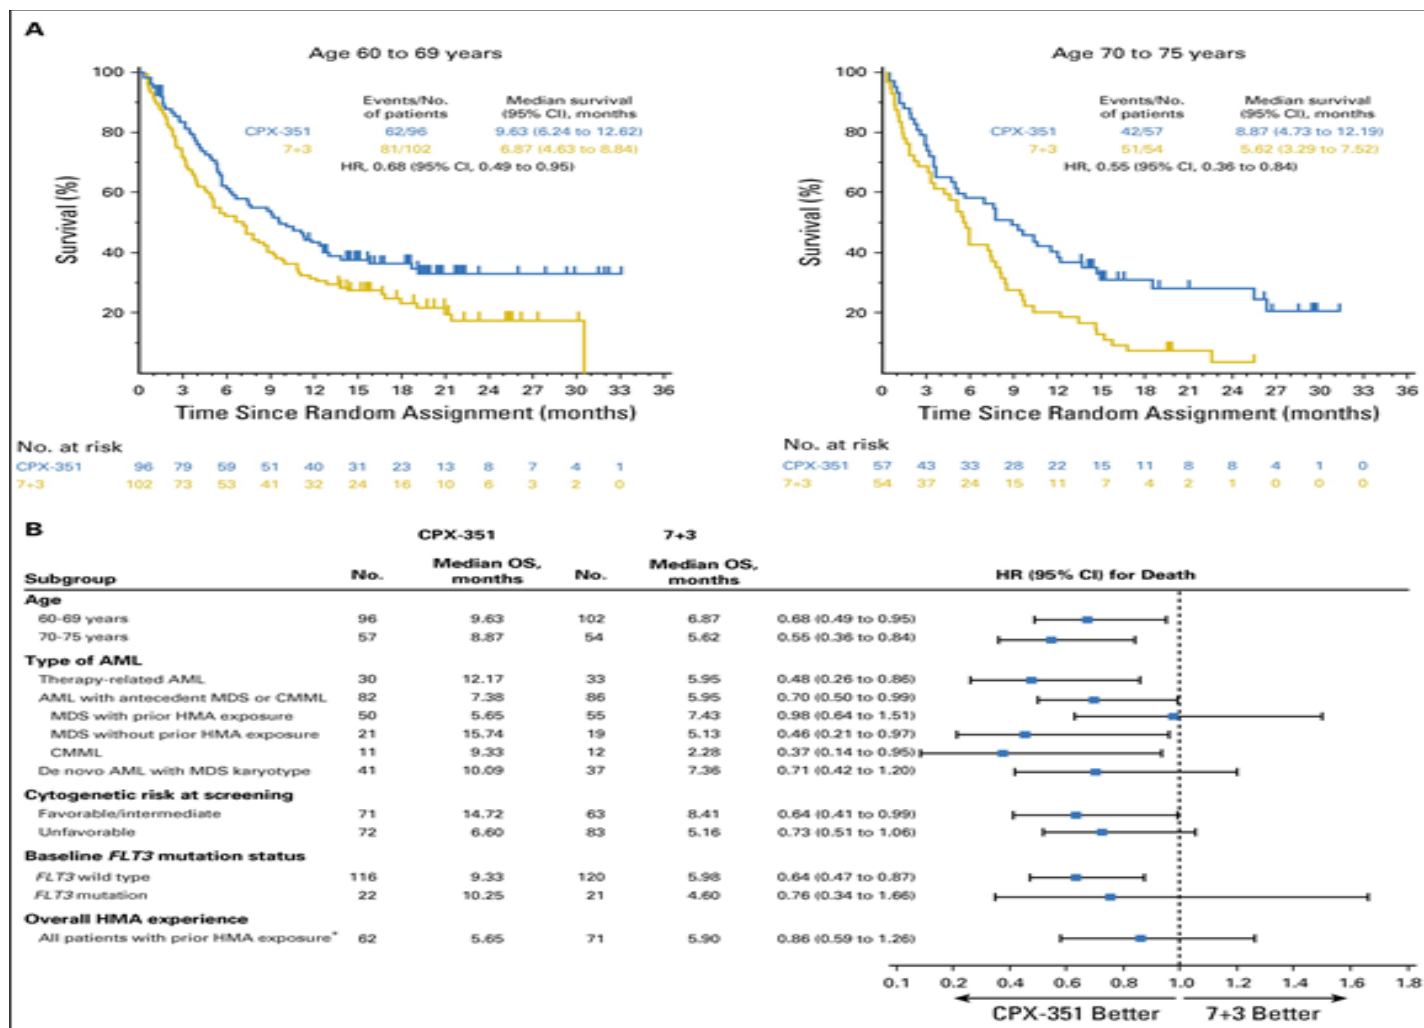 A
Age 60 to 69 years
100
80
60
40
20
Survival (%)
Events/No. of patients
Median survival (95% CI), months
CPX-351 62/96 9.63 (6.24 to 12.62)
7+3 81/102 6.87 (4.63 to 8.84)
HR, 0.68 (95% CI, 0.49 to 0.95)
0 3 6 9 12 15 18 21 24 27 30 33 36
Time Since Random Assignment (months)
No. at risk
CPX-351 96 79 59 51 40 31 23 13 8 7 4 1
7+3 102 73 53 41 32 24 16 10 6 3 2 0
Age 70 to 75 years
100
80
60
40
20
Survival (%)
Events/No. of patients
Median survival (95% CI), months
CPX-351 42/57 8.87 (4.73 to 12.19)
7+3 51/54 5.62 (3.29 to 7.52)
HR, 0.55 (95% CI, 0.36 to 0.84)
0 3 6 9 12 15 18 21 24 27 30 33 36
Time Since Random Assignment (months)
No. at risk
CPX-351 57 43 33 28 22 15 11 8 8 4 1 0
7+3 54 37 24 15 11 7 4 2 1 0 0 0
B
CPX-351 7+3
Subgroup No. Median OS, months No. Median OS, months HR (95% CI) for Death
Age
60-69 years 96 9.63 102 6.87 0.68 (0.49 to 0.95)
70-75 years 57 8.87 54 5.62 0.55 (0.36 to 0.84)
Type of AML
Therapy-related AML 30 12.17 33 5.95 0.48 (0.26 to 0.86)
AML with antecedent MDS or CMML 82 7.38 86 5.95 0.70 (0.50 to 0.99)
MDS with prior HMA exposure 50 5.65 55 7.43 0.98 (0.64 to 1.51)
MDS without prior HMA exposure 21 15.74 19 5.13 0.46 (0.21 to 0.97)
CMML 11 9.33 12 2.28 0.37 (0.14 to 0.95)
De novo AML with MDS karyotype 41 10.09 37 7.36 0.71 (0.42 to 1.20)
Cytogenetic risk at screening
Favorable/intermediate 71 14.72 63 8.41 0.64 (0.41 to 0.99)
Unfavorable 72 6.60 83 5.16 0.73 (0.51 to 1.06)
Baseline FLT3 mutation status
FLT3 wild type 116 9.33 120 5.98 0.64 (0.47 to 0.87)
FLT3 mutation 22 10.25 21 4.60 0.76 (0.34 to 1.66)
Overall HMA experience
All patients with prior HMA exposure* 62 5.65 71 5.90 0.86 (0.59 to 1.26)
0.1 0.2 0.4 0.6 0.8 1.0 1.2 1.4 1.6 1.8
CPX-351 Better 7+3 Better